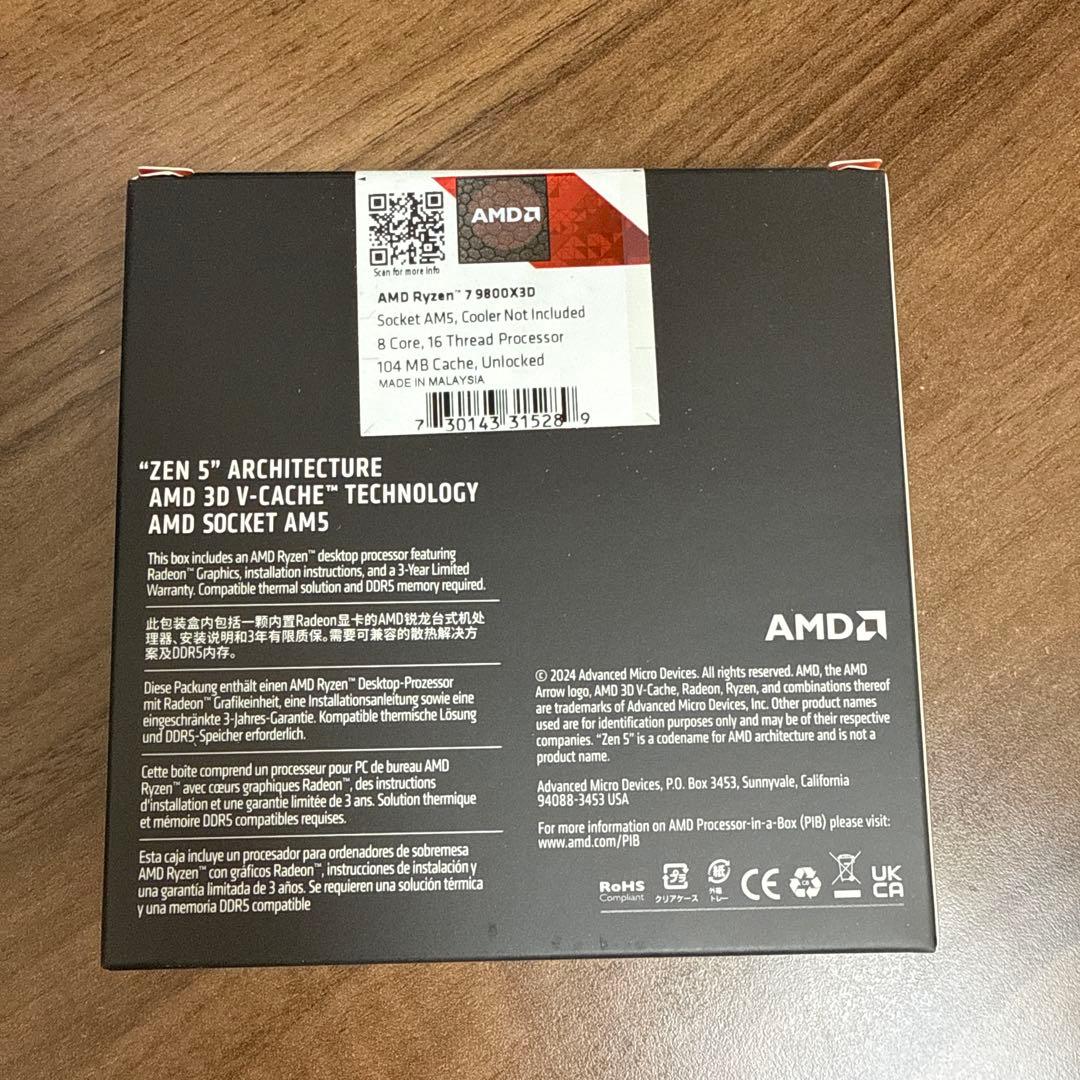 AMD
Scan for more info
AMD Ryzen™ 7 9800X3D
Socket AM5, Cooler Not Included
8 Core, 16 Thread Processor
104 MB Cache, Unlocked
MADE IN MALAYSIA
7 30143 31528 9
“ZEN 5” ARCHITECTURE
AMD 3D V-CACHE™ TECHNOLOGY
AMD SOCKET AM5
This box includes an AMD Ryzen™ desktop processor featuring
Radeon™ Graphics, installation instructions, and a 3-Year Limited
Warranty. Compatible thermal solution and DDR5 memory required.
此包装盒内包括一颗内置Radeon显卡的AMD锐龙台式机处
理器、安装说明和3年有限质保。需要可兼容的散热解决方
案及DDR5内存。
Diese Packung enthält einen AMD Ryzen™ Desktop-Prozessor
mit Radeon™ Grafikeinheit, eine Installationsanleitung sowie eine
eingeschränkte 3-Jahres-Garantie. Kompatible thermische Lösung
und DDR5-Speicher erforderlich.
Cette boîte comprend un processeur pour PC de bureau AMD
Ryzen™ avec cœurs graphiques Radeon™, des instructions
d'installation et une garantie limitée de 3 ans. Solution thermique
et mémoire DDR5 compatibles requises.
Esta caja incluye un procesador para ordenadores de sobremesa
AMD Ryzen™ con gráficos Radeon™, instrucciones de instalación y
una garantía limitada de 3 años. Se requieren una solución térmica
y una memoria DDR5 compatible
AMD
© 2024 Advanced Micro Devices. All rights reserved. AMD, the AMD
Arrow logo, AMD 3D V-Cache, Radeon, Ryzen, and combinations thereof
are trademarks of Advanced Micro Devices, Inc. Other product names
used are for identification purposes only and may be of their respective
companies. “Zen 5” is a codename for AMD architecture and is not a
product name.
Advanced Micro Devices, P.O. Box 3453, Sunnyvale, California
94088-3453 USA
For more information on AMD Processor-in-a-Box (PIB) please visit:
www.amd.com/PIB
RoHS
Compliant
プラ
クリアケース
紙
外箱
トレー
CE
UK
CA